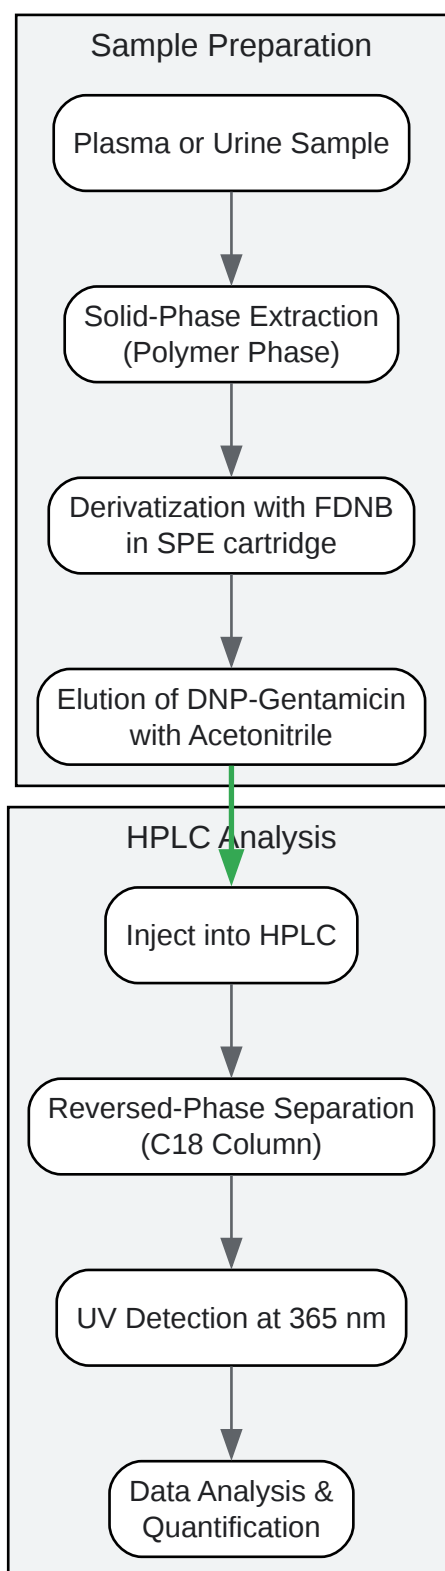 Sample Preparation
Plasma or Urine Sample
Solid-Phase Extraction
(Polymer Phase)
Derivatization with FDNB
in SPE cartridge
Elution of DNP-Gentamicin
with Acetonitrile
HPLC Analysis
Inject into HPLC
Reversed-Phase Separation
(C18 Column)
UV Detection at 365 nm
Data Analysis &
Quantification